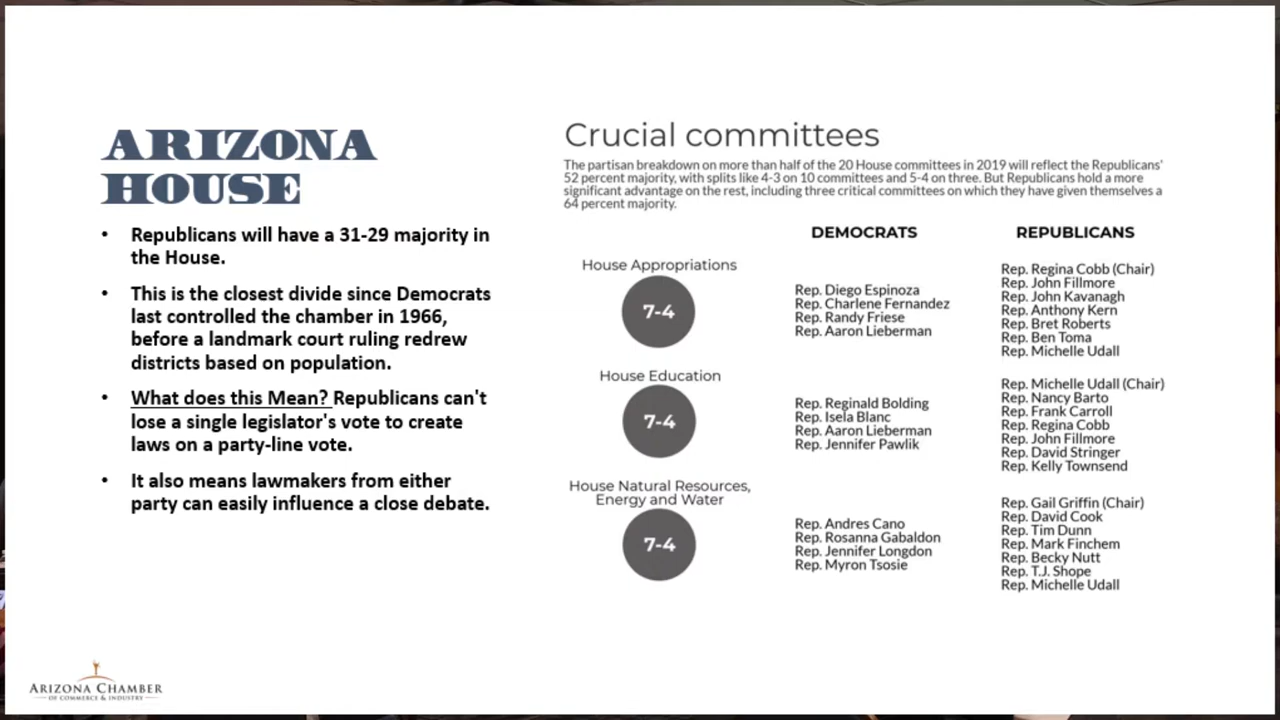 ARIZONA
HOUSE
• Republicans will have a 31-29 majority in
the House.
• This is the closest divide since Democrats
last controlled the chamber in 1966,
before a landmark court ruling redrew
districts based on population.
• What does this Mean? Republicans can't
lose a single legislator's vote to create
laws on a party-line vote.
• It also means lawmakers from either
party can easily influence a close debate.
Crucial committees
The partisan breakdown on more than half of the 20 House committees in 2019 will reflect the Republicans'
52 percent majority, with splits like 4-3 on 10 committees and 5-4 on three. But Republicans hold a more
significant advantage on the rest, including three critical committees on which they have given themselves a
64 percent majority.
DEMOCRATS
REPUBLICANS
House Appropriations
7-4
Rep. Diego Espinoza
Rep. Charlene Fernandez
Rep. Randy Friese
Rep. Aaron Lieberman
Rep. Regina Cobb (Chair)
Rep. John Fillmore
Rep. John Kavanagh
Rep. Anthony Kern
Rep. Bret Roberts
Rep. Ben Toma
Rep. Michelle Udall
House Education
7-4
Rep. Reginald Bolding
Rep. Isela Blanc
Rep. Aaron Lieberman
Rep. Jennifer Pawlik
Rep. Michelle Udall (Chair)
Rep. Nancy Barto
Rep. Frank Carroll
Rep. Regina Cobb
Rep. John Fillmore
Rep. David Stringer
Rep. Kelly Townsend
House Natural Resources,
Energy and Water
7-4
Rep. Andres Cano
Rep. Rosanna Gabaldon
Rep. Jennifer Longdon
Rep. Myron Tsosie
Rep. Gail Griffin (Chair)
Rep. David Cook
Rep. Tim Dunn
Rep. Mark Finchem
Rep. Becky Nutt
Rep. T.J. Shope
Rep. Michelle Udall
ARIZONA CHAMBER
OF COMMERCE & INDUSTRY